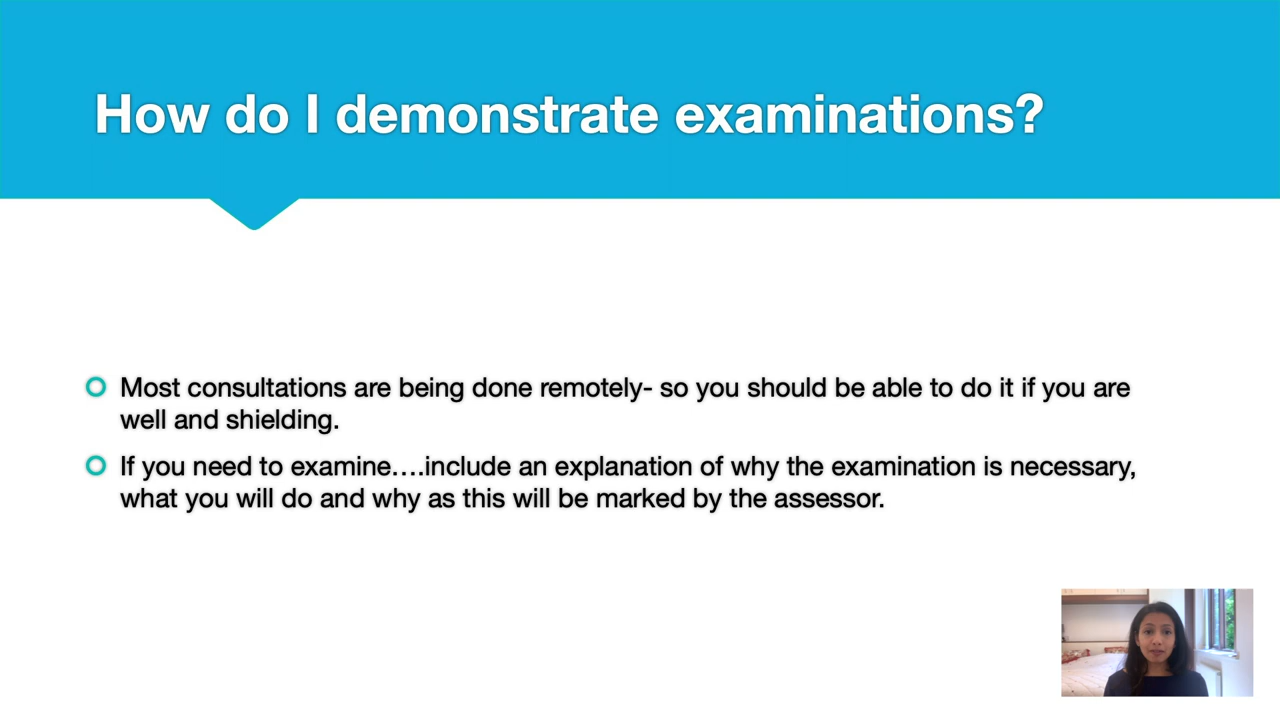 How do I demonstrate examinations?
Most consultations are being done remotely- so you should be able to do it if you are
well and shielding.
If you need to examine….include an explanation of why the examination is necessary,
what you will do and why as this will be marked by the assessor.